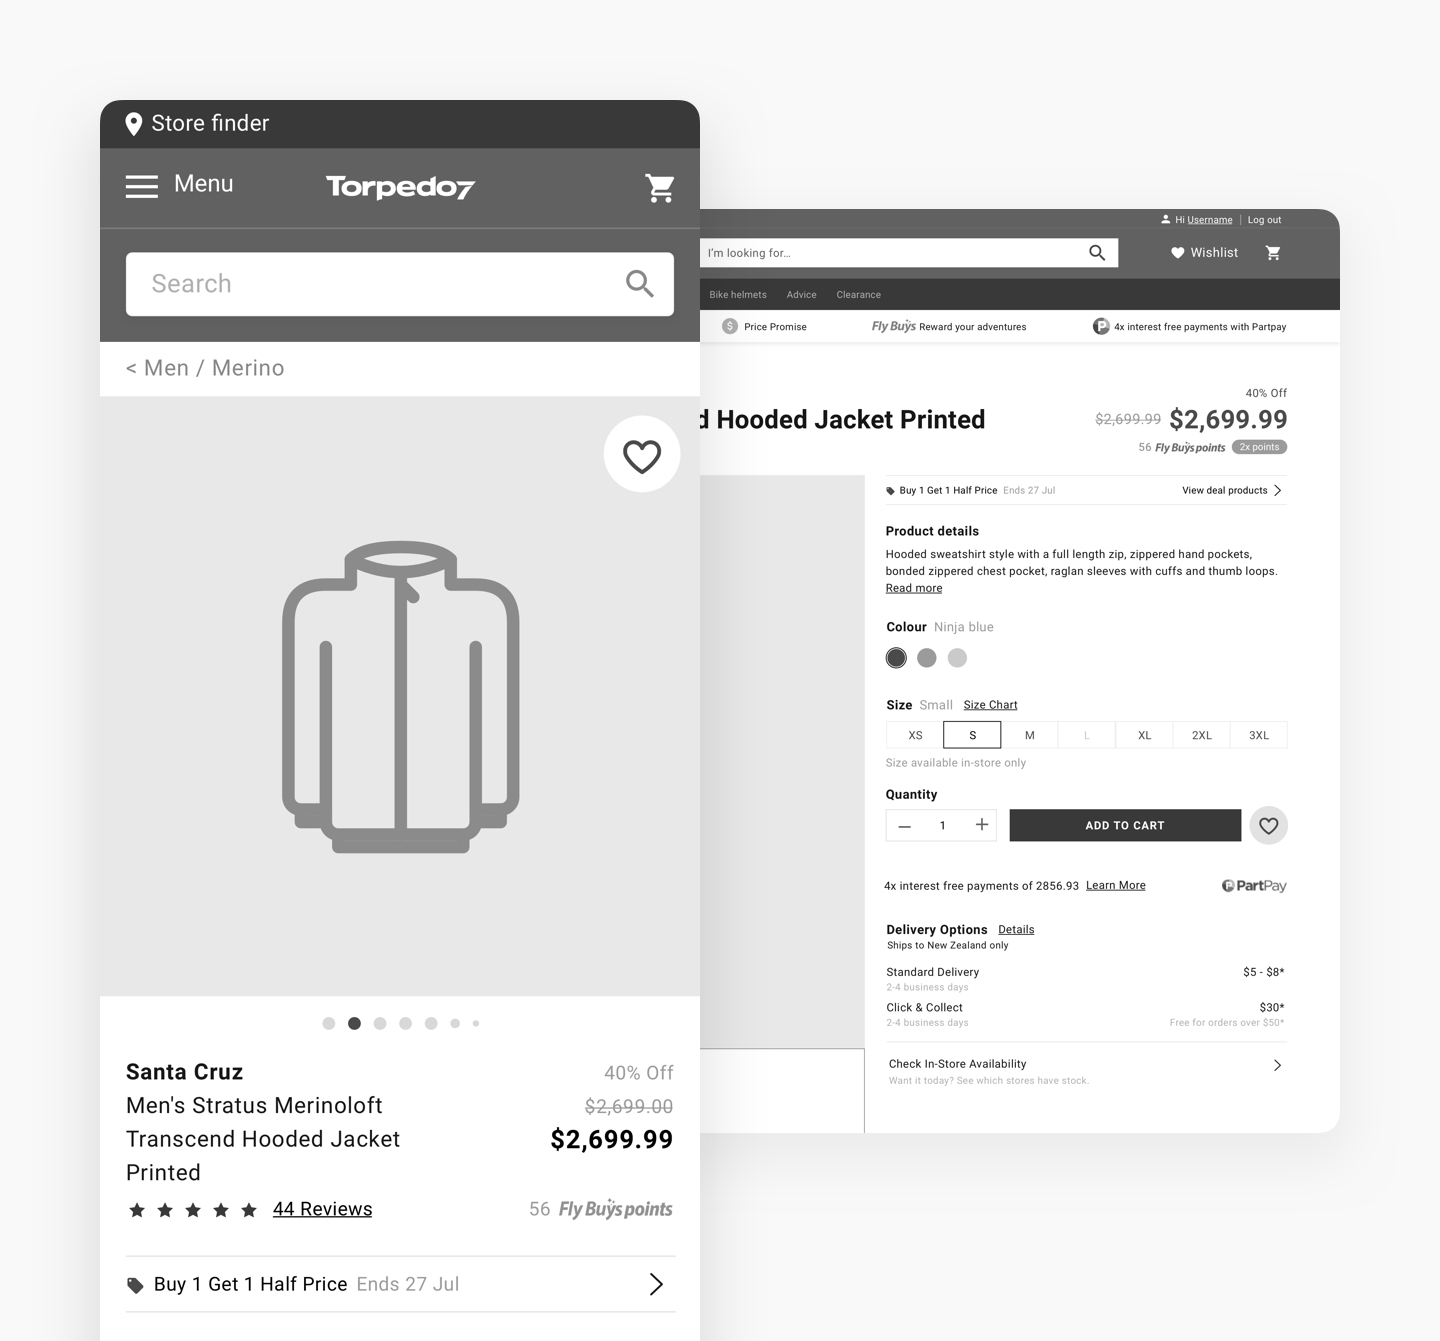 Store finder
Menu
Torpedo7
Search
< Men / Merino
Santa Cruz
40% Off
Men's Stratus Merinoloft
$2,699.00
Transcend Hooded Jacket
$2,699.99
Printed
44 Reviews
56 Fly Buys points
Buy 1 Get 1 Half Price Ends 27 Jul
Hi Username | Log out
I'm looking for...
Wishlist
Bike helmets Advice Clearance
$ Price Promise
Fly Buys Reward your adventures
P 4x interest free payments with Partpay
40% Off
d Hooded Jacket Printed
$2,699.99 $2,699.99
56 Fly Buys points 2x points
Buy 1 Get 1 Half Price Ends 27 Jul
View deal products
Product details
Hooded sweatshirt style with a full length zip, zippered hand pockets,
bonded zippered chest pocket, raglan sleeves with cuffs and thumb loops.
Read more
Colour Ninja blue
Size Small Size Chart
XS S M L XL 2XL 3XL
Size available in-store only
Quantity
1
ADD TO CART
4x interest free payments of 2856.93 Learn More
PartPay
Delivery Options Details
Ships to New Zealand only
Standard Delivery $5 - $8*
2-4 business days
Click & Collect $30*
2-4 business days Free for orders over $50*
Check In-Store Availability
Want it today? See which stores have stock.